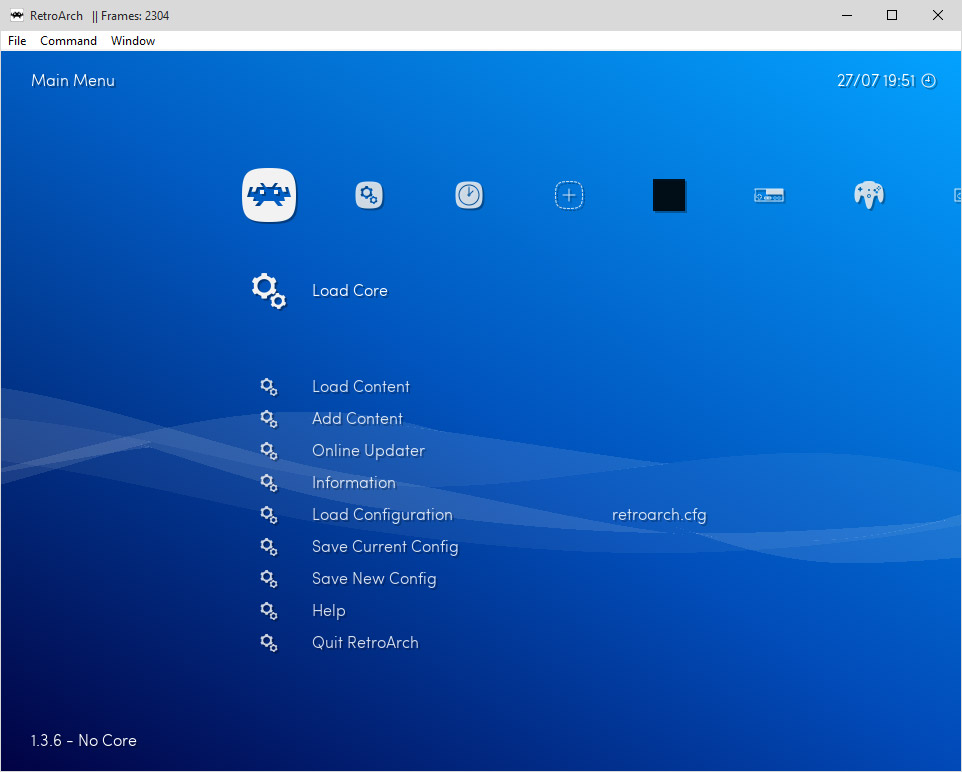 RetroArch || Frames: 2304
File Command Window
Main Menu 27/07 19:51
Load Core
Load Content
Add Content
Online Updater
Information
Load Configuration retroarch.cfg
Save Current Config
Save New Config
Help
Quit RetroArch
1.3.6 - No Core